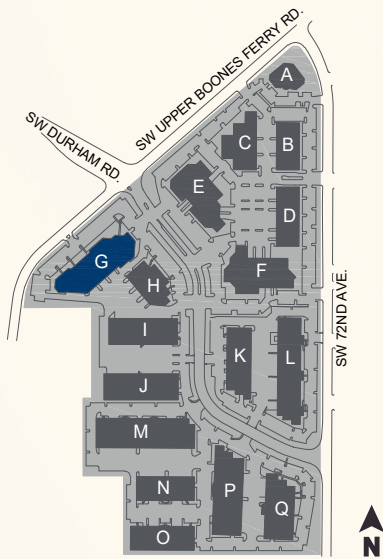 SW UPPER BOONES FERRY RD.
SW DURHAM RD.
A
B
C
D
E
F
G
H
I
SW 72ND AVE.
J
K
L
M
N
O
P
Q
N